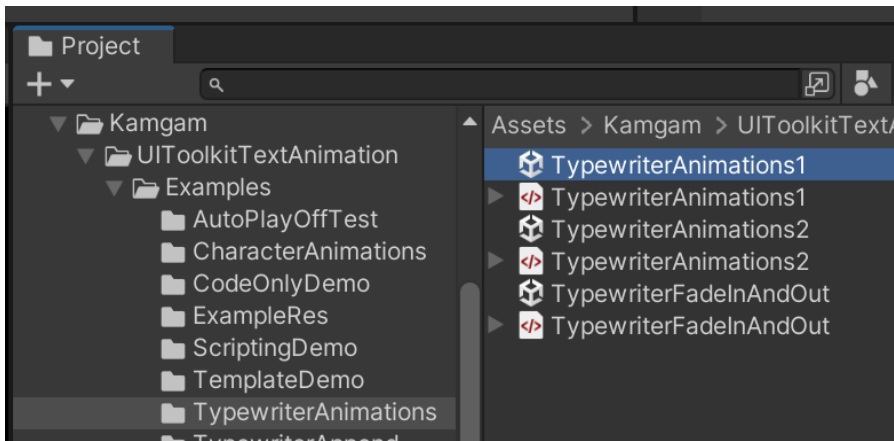 Project
Kamgam
UIToolkitTextAnimation
Examples
AutoPlayOffTest
CharacterAnimations
CodeOnlyDemo
ExampleRes
ScriptingDemo
TemplateDemo
TypewriterAnimations
TypewriterAppend
Assets > Kamgam > UIToolkitText
TypewriterAnimations1
TypewriterAnimations1
TypewriterAnimations2
TypewriterAnimations2
TypewriterFadeInAndOut
TypewriterFadeInAndOut